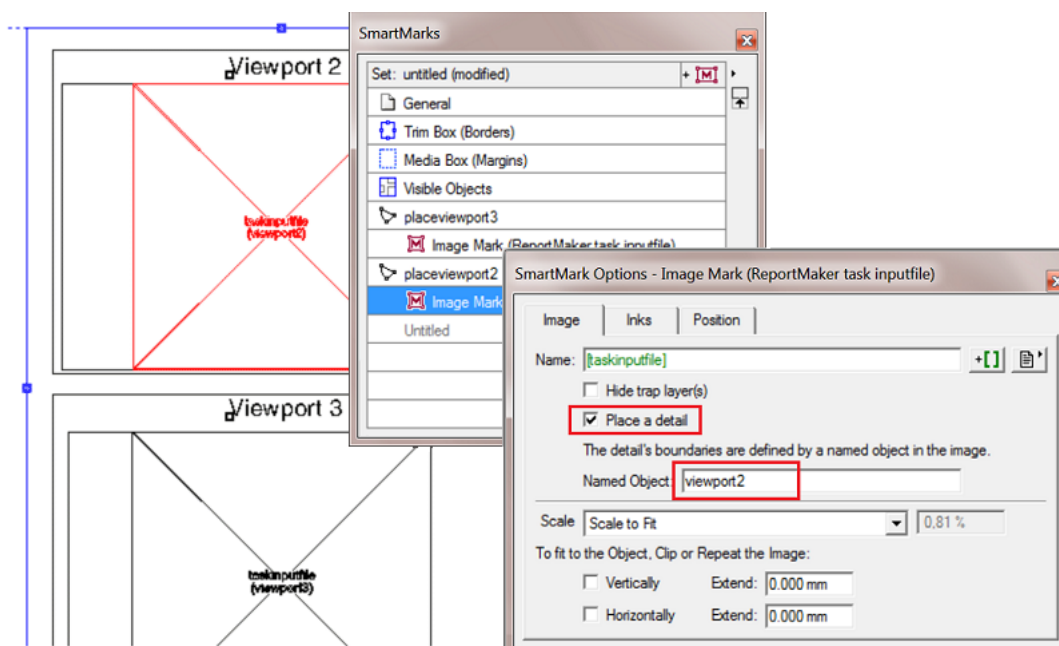 Viewport 2
taskinputfile
(viewport2)
Viewport 3
taskinputfile
(viewport3)
SmartMarks
Set: untitled (modified)
General
Trim Box (Borders)
Media Box (Margins)
Visible Objects
placeviewport3
Image Mark (ReportMaker task inputfile)
placeviewport2
Image Mark
Untitled
SmartMark Options - Image Mark (ReportMaker task inputfile)
Image Inks Position
Name: [taskinputfile]
Hide trap layer(s)
Place a detail
The detail's boundaries are defined by a named object in the image.
Named Object: viewport2
Scale Scale to Fit 0,81 %
To fit to the Object, Clip or Repeat the Image:
Vertically Extend: 0.000 mm
Horizontally Extend: 0.000 mm